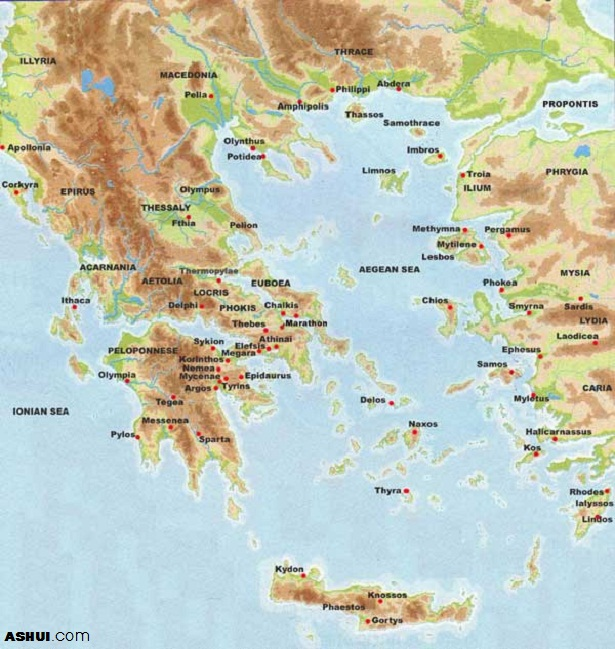 THRACE
ILLYRIA
MACEDONIA
Pella
Philippi
Abdera
Amphipolis
PROPONTIS
Thassos
Samothrace
Olynthus
Potidea
Imbros
Apollonia
Limnos
Troia
ILIUM
PHRYGIA
Corkyra
EPIRUS
Olympus
THESSALY
Fthia
Pelion
Methymna
Pergamus
Mytilene
Lesbos
ACARNANIA
AETOLIA
Thermopylae
AEGEAN SEA
MYSIA
LOCRIS
EUBOEA
Phokea
Ithaca
Delphi
PHOKIS
Chalkis
Chios
Smyrna
Sardis
Thebes
Marathon
LYDIA
Laodicea
PELOPONNESE
Sykion
Athinai
Elefsis
Megara
Ephesus
Korinthos
Nemea
Samos
Olympia
Mycenae
Epidaurus
Argos
Tyrins
CARIA
Tegea
Delos
Myletus
IONIAN SEA
Messenea
Naxos
Pylos
Sparta
Halicarnassus
Kos
Thyra
Rhodes
Ialyssos
Lindos
Kydon
Knossos
Phaestos
Gortys
ASHUI.com